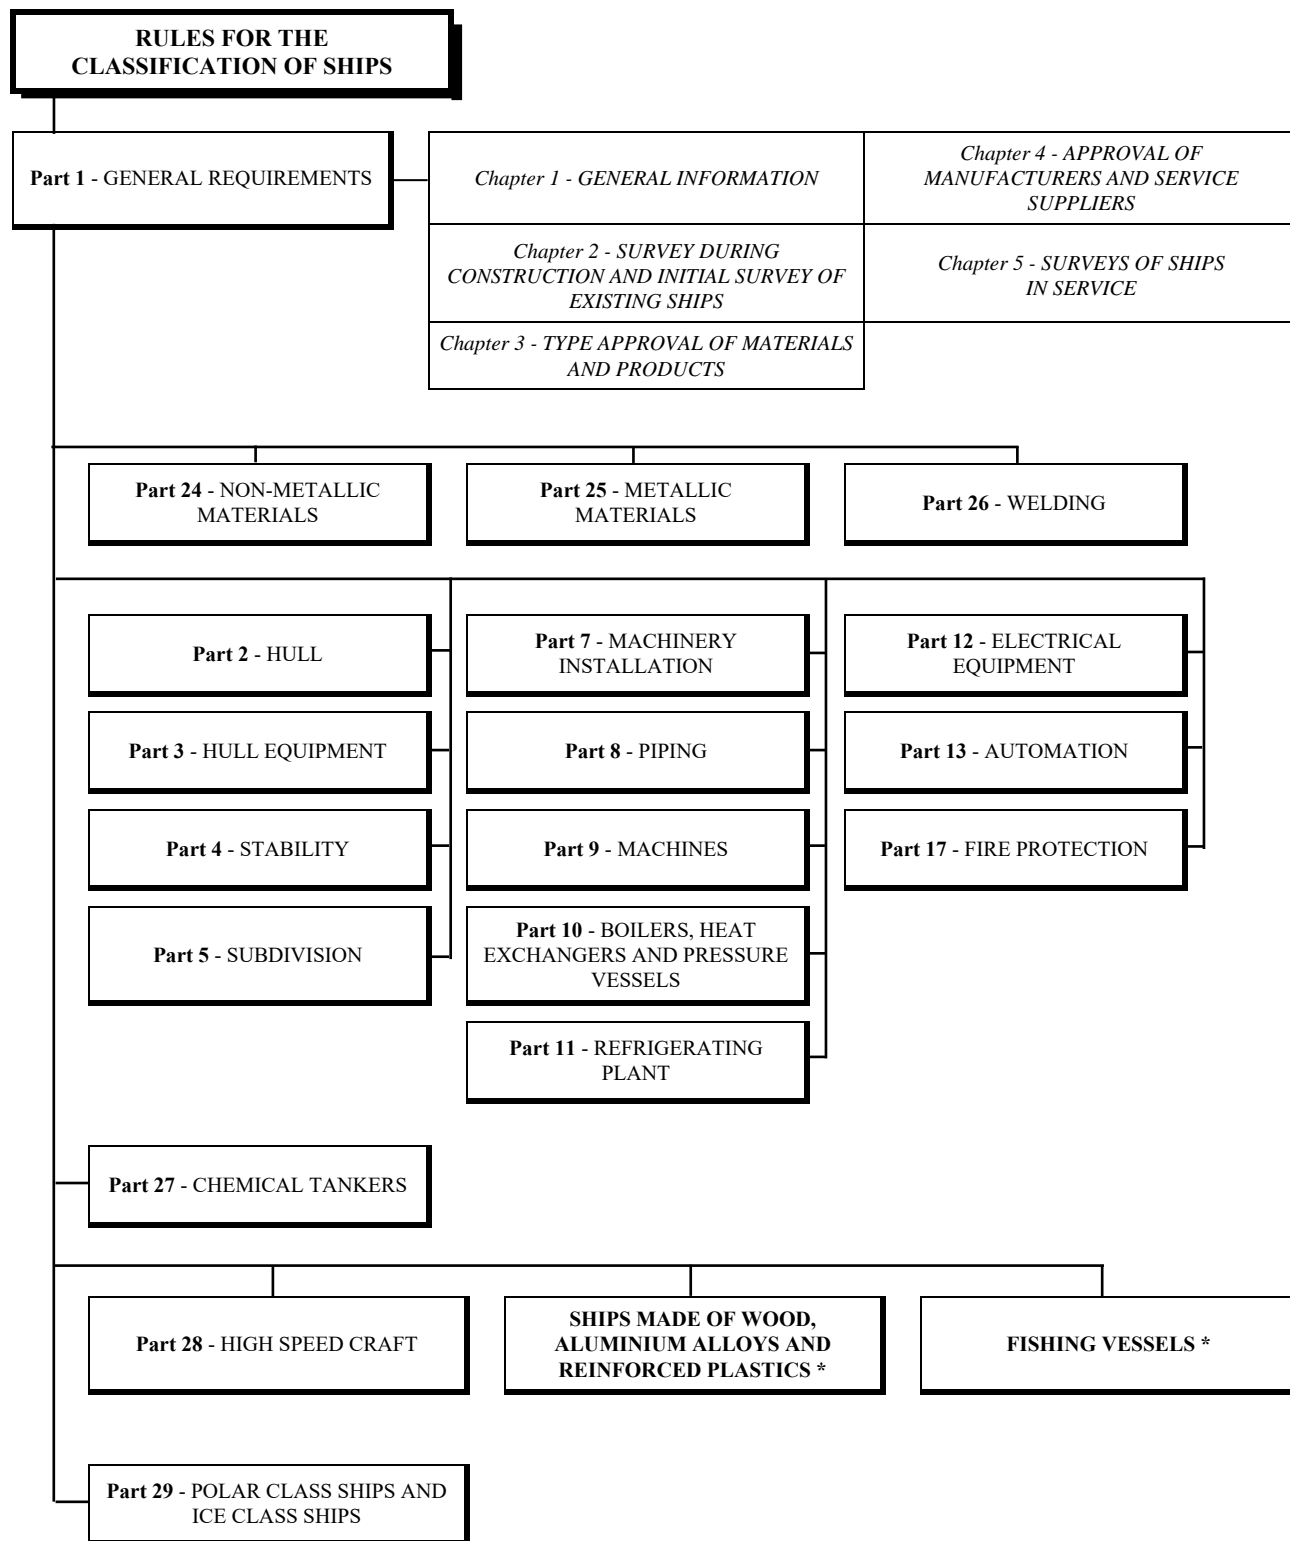 RULES FOR THE
CLASSIFICATION OF SHIPS
Part 1 - GENERAL REQUIREMENTS
Chapter 1 - GENERAL INFORMATION
Chapter 4 - APPROVAL OF
MANUFACTURERS AND SERVICE
SUPPLIERS
Chapter 2 - SURVEY DURING
CONSTRUCTION AND INITIAL SURVEY OF
EXISTING SHIPS
Chapter 5 - SURVEYS OF SHIPS
IN SERVICE
Chapter 3 - TYPE APPROVAL OF MATERIALS
AND PRODUCTS
Part 24 - NON-METALLIC
MATERIALS
Part 25 - METALLIC
MATERIALS
Part 26 - WELDING
Part 2 - HULL
Part 7 - MACHINERY
INSTALLATION
Part 12 - ELECTRICAL
EQUIPMENT
Part 3 - HULL EQUIPMENT
Part 8 - PIPING
Part 13 - AUTOMATION
Part 4 - STABILITY
Part 9 - MACHINES
Part 17 - FIRE PROTECTION
Part 5 - SUBDIVISION
Part 10 - BOILERS, HEAT
EXCHANGERS AND PRESSURE
VESSELS
Part 11 - REFRIGERATING
PLANT
Part 27 - CHEMICAL TANKERS
Part 28 - HIGH SPEED CRAFT
SHIPS MADE OF WOOD,
ALUMINIUM ALLOYS AND
REINFORCED PLASTICS *
FISHING VESSELS *
Part 29 - POLAR CLASS SHIPS AND
ICE CLASS SHIPS